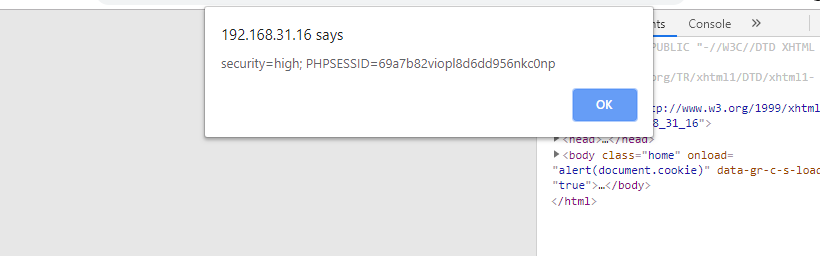 192.168.31.16 says
security=high; PHPSESSID=69a7b82viopl8d6dd956nkc0np
OK
nts Console »
PUBLIC "-//W3C//DTD XHTML
org/TR/xhtml1/DTD/xhtml1-
tp://www.w3.org/1999/xhtml
8_31_16">
<head>…</head>
<body class="home" onload=
"alert(document.cookie)" data-gr-c-s-load
"true">…</body>
</html>